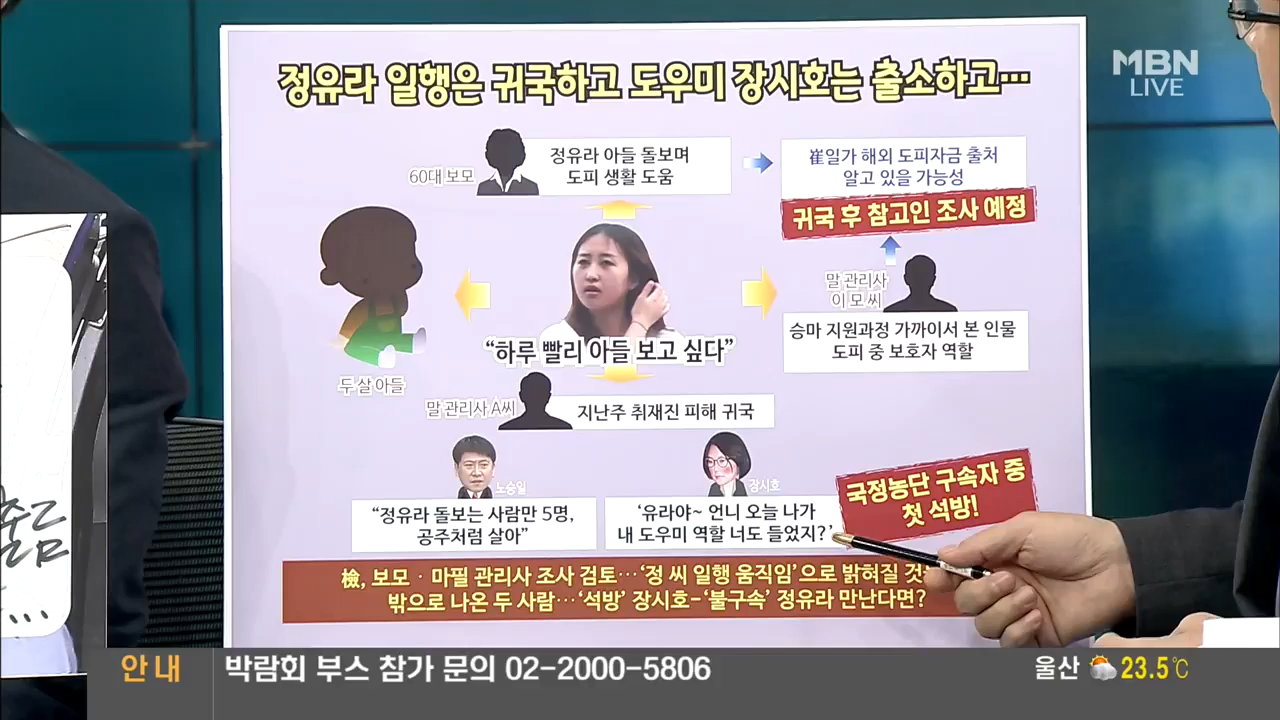 MBN
LIVE
정유라 일행은 귀국하고 도우미 장시호는 출소하고…
60대 보모
정유라 아들 돌보며
도피 생활 도움
崔일가 해외 도피자금 출처
알고 있을 가능성
귀국 후 참고인 조사 예정
말 관리사
이 모 씨
승마 지원과정 가까이서 본 인물
도피 중 보호자 역할
“하루 빨리 아들 보고 싶다”
두 살 아들
말 관리사 A씨
지난주 취재진 피해 귀국
노승일
“정유라 돌보는 사람만 5명,
공주처럼 살아”
장시호
‘유라야~ 언니 오늘 나가
내 도우미 역할 너도 들었지?’
국정농단 구속자 중
첫 석방!
檢, 보모·마필 관리사 조사 검토…‘정 씨 일행 움직임’으로 밝혀질
밖으로 나온 두 사람…‘석방’ 장시호-‘불구속’ 정유라 만난다면?
안내
박람회 부스 참가 문의 02-2000-5806
울산 23.5℃